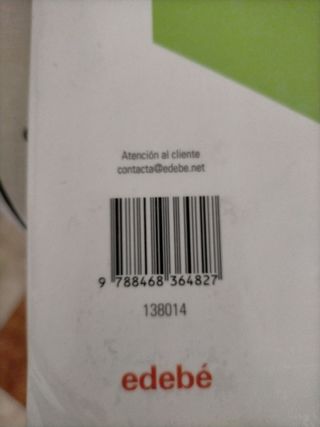 Atención al cliente
contacta@edebe.net
9 788468 364827
138014
edebé